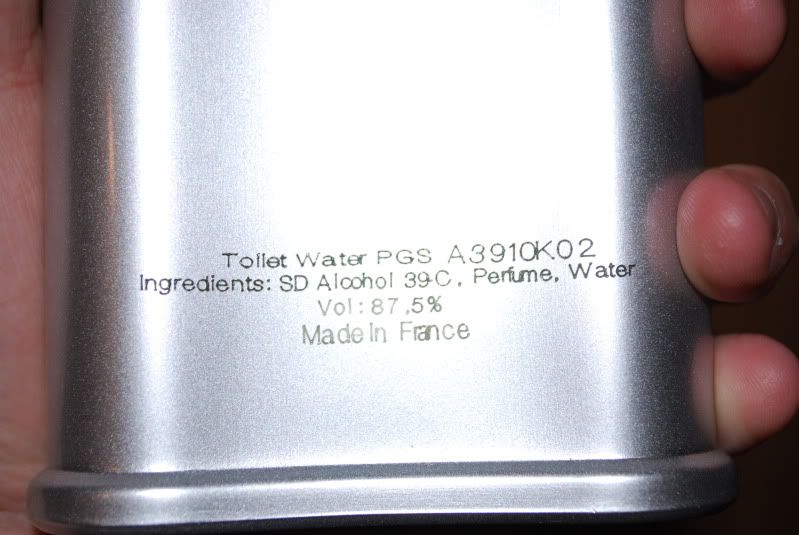 Toilet Water PGS A3910K02
Ingredients: SD Alcohol 39-C, Perfume, Water
Vol: 87,5%
Made In France